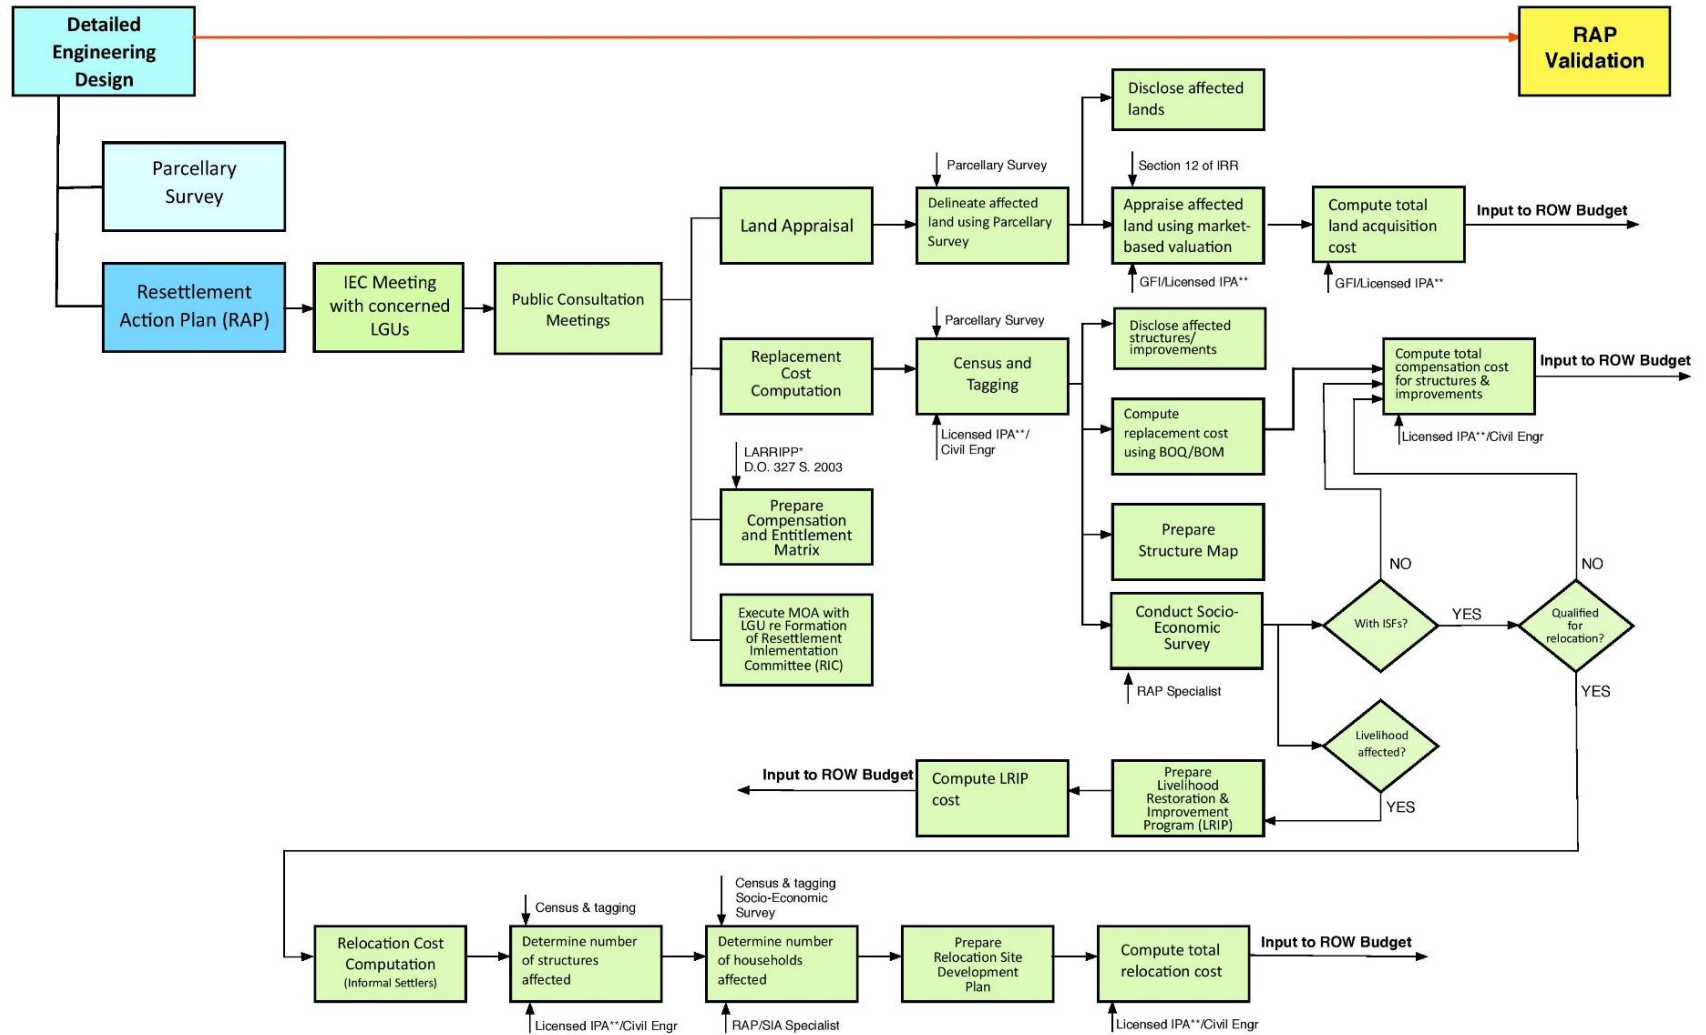 Detailed
Engineering
Design
RAP
Validation
Disclose affected
lands
Parcellary
Survey
Parcellary Survey
Section 12 of IRR
Land Appraisal
Delineate affected
land using Parcellary
Survey
Appraise affected
land using market-
based valuation
Compute total
land acquisition
cost
Input to ROW Budget
GFI/Licensed IPA**
GFI/Licensed IPA**
Resettlement
Action Plan (RAP)
IEC Meeting
with concerned
LGUs
Public Consultation
Meetings
Parcellary Survey
Disclose affected
structures/
improvements
Replacement
Cost
Computation
Census and
Tagging
Compute total
compensation cost
for structures &
improvements
Input to ROW Budget
Licensed IPA**/
Civil Engr
Compute
replacement cost
using BOQ/BOM
Licensed IPA**/Civil Engr
LARRIPP*
D.O. 327 S. 2003
Prepare
Compensation
and Entitlement
Matrix
Prepare
Structure Map
NO
NO
Execute MOA with
LGU re Formation
of Resettlement
Imlementation
Committee (RIC)
Conduct Socio-
Economic
Survey
With ISFs?
YES
Qualified
for
relocation?
RAP Specialist
YES
Livelihood
affected?
Input to ROW Budget
Compute LRIP
cost
Prepare
Livelihood
Restoration &
Improvement
Program (LRIP)
YES
Census & tagging
Census & tagging
Socio-Economic
Survey
Relocation Cost
Computation
(Informal Settlers)
Determine number
of structures
affected
Determine number
of households
affected
Prepare
Relocation Site
Development
Plan
Compute total
relocation cost
Input to ROW Budget
Licensed IPA**/Civil Engr
RAP/SIA Specialist
Licensed IPA**/Civil Engr